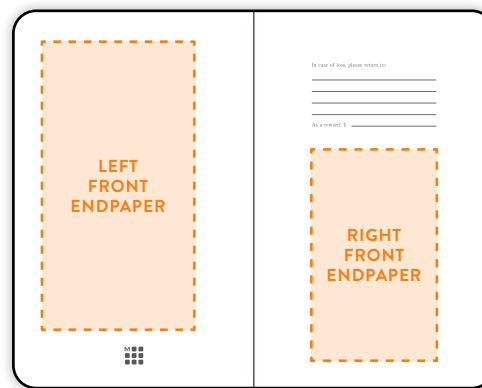 LEFT
FRONT
ENDPAPER
M
In case of loss, please return to:
As a reward: $
RIGHT
FRONT
ENDPAPER